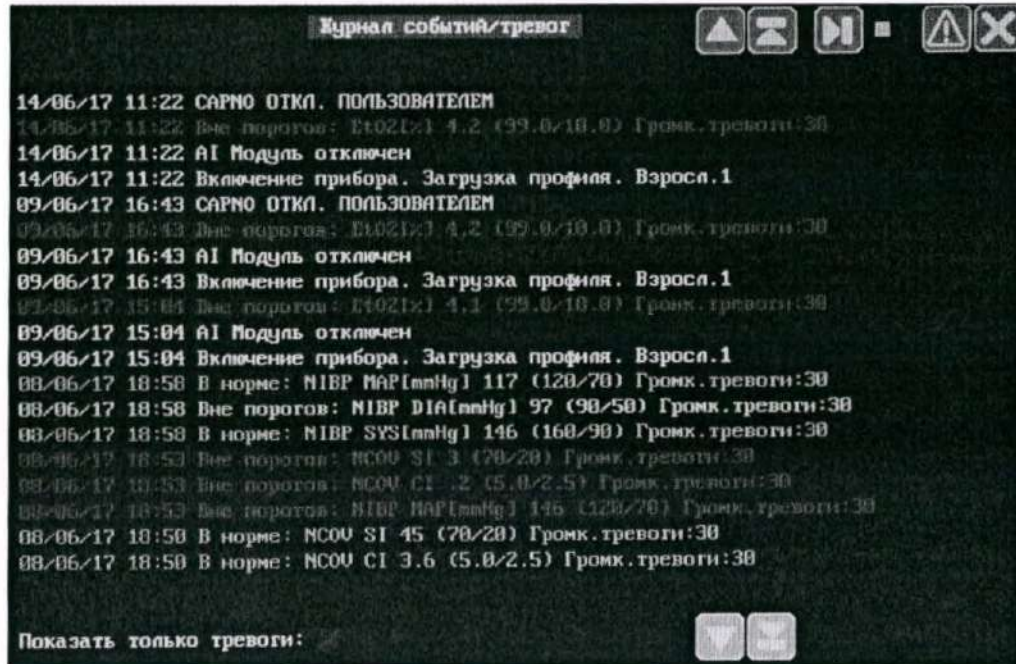 Журнал событий/тревог
14/06/17 11:22 CAPNO ОТКЛ. ПОЛЬЗОВАТЕЛЕМ
14/06/17 11:22 Вне порогов: EtO2[%] 4.2 (99.0/10.0) Громк.тревоги:30
14/06/17 11:22 AI Модуль отключен
14/06/17 11:22 Включение прибора. Загрузка профиля. Взросл.1
09/06/17 16:43 CAPNO ОТКЛ. ПОЛЬЗОВАТЕЛЕМ
09/06/17 16:43 Вне порогов: EtO2[%] 4.2 (99.0/10.0) Громк.тревоги:30
09/06/17 16:43 AI Модуль отключен
09/06/17 16:43 Включение прибора. Загрузка профиля. Взросл.1
09/06/17 15:04 Вне порогов: EtO2[%] 4.1 (99.0/10.0) Громк.тревоги:30
09/06/17 15:04 AI Модуль отключен
09/06/17 15:04 Включение прибора. Загрузка профиля. Взросл.1
08/06/17 18:58 В норме: NIBP MAP[mmHg] 117 (120/70) Громк.тревоги:30
08/06/17 18:58 Вне порогов: NIBP DIA[mmHg] 97 (90/50) Громк.тревоги:30
08/06/17 18:58 В норме: NIBP SYS[mmHg] 146 (160/90) Громк.тревоги:30
08/06/17 18:53 Вне порогов: NCOV SI 3 (70/20) Громк.тревоги:30
08/06/17 18:53 Вне порогов: NCOV CI .2 (5.0/2.5) Громк.тревоги:30
08/06/17 18:53 Вне порогов: NIBP MAP[mmHg] 146 (120/70) Громк.тревоги:30
08/06/17 18:50 В норме: NCOV SI 45 (70/20) Громк.тревоги:30
08/06/17 18:50 В норме: NCOV CI 3.6 (5.0/2.5) Громк.тревоги:30
Показать только тревоги: